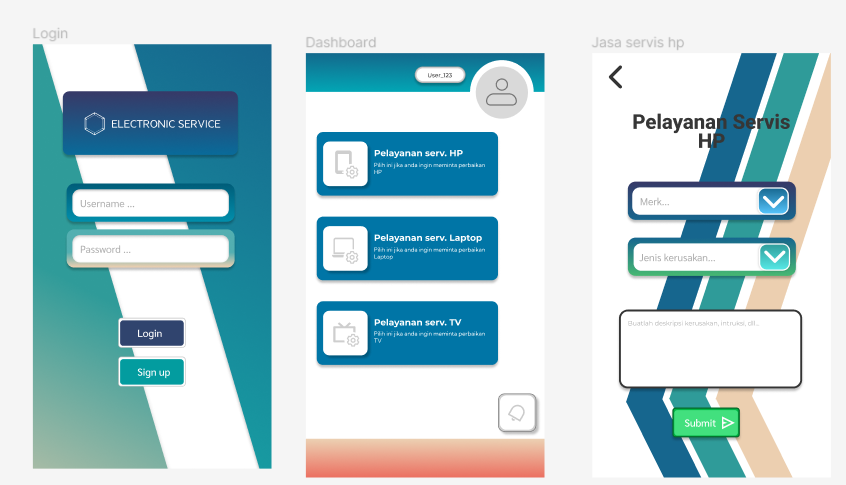 Login
ELECTRONIC SERVICE
Username ...
Password ...
Login
Sign up
Dashboard
User_123
Pelayanan serv. HP
Pilih ini jika anda ingin meminta perbaikan
HP
Pelayanan serv. Laptop
Pilih ini jika anda ingin meminta perbaikan
Laptop
Pelayanan serv. TV
Pilih ini jika anda ingin meminta perbaikan
TV
Jasa servis hp
Pelayanan Servis
HP
Merk...
Jenis kerusakan...
Buatlah deskripsi kerusakan, intruksi, dll...
Submit